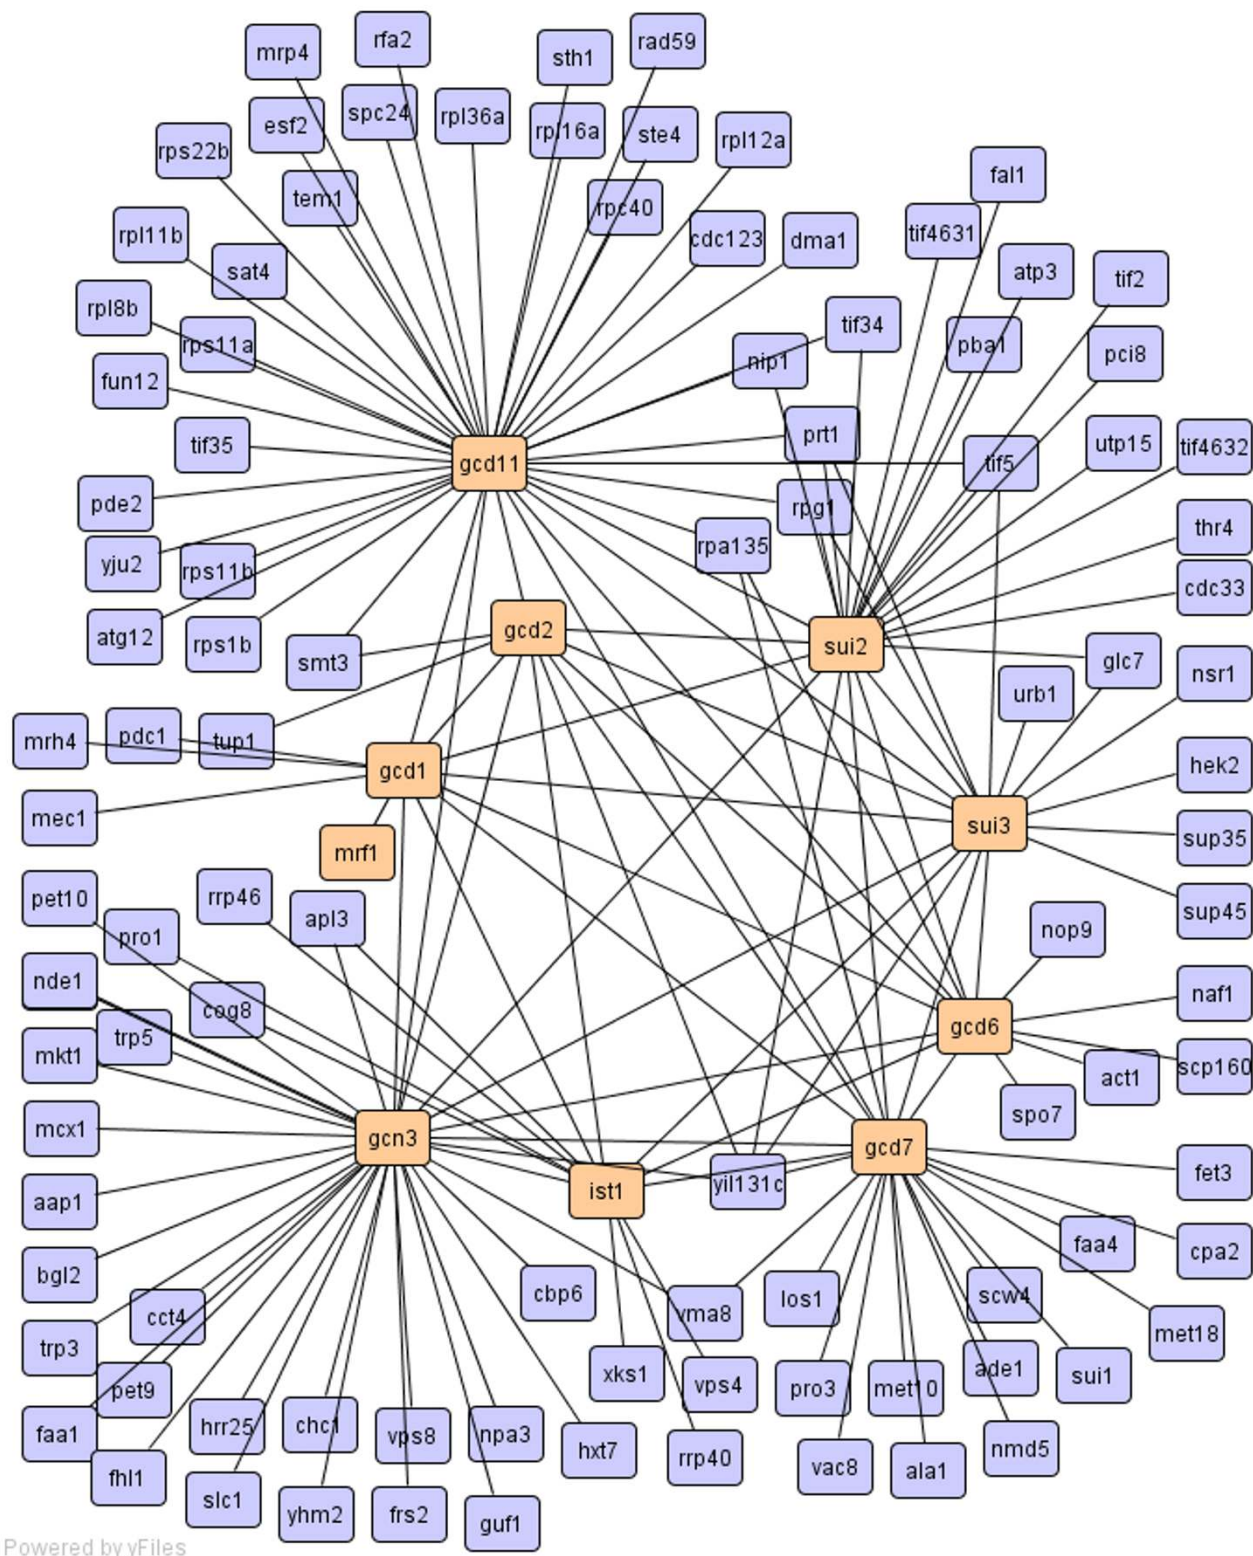 rfa2
mrp4
sth1
rad59
esf2
spc24
rpl36a
rpl16a
ste4
rpl12a
rps22b
fal1
tem1
rpc40
rpl11b
cdc123
dma1
tif4631
sat4
atp3
tif2
rpl8b
tif34
rps11a
nip1
pba1
pci8
fun12
prt1
tif35
utp15
tif4632
gcd11
tif5
pde2
rpg1
thr4
rpa135
yju2
rps11b
cdc33
gcd2
atg12
rps1b
smt3
sui2
glc7
nsr1
urb1
mrh4
pdc1
tup1
gcd1
hek2
mec1
sui3
sup35
mrf1
pet10
rrp46
apl3
sup45
pro1
nop9
nde1
naf1
cog8
gcd6
trp5
mkt1
scp160
act1
spo7
mcx1
gcn3
gcd7
fet3
yil131c
ist1
aap1
faa4
cpa2
bgl2
cbp6
los1
scw4
cct4
vma8
met18
trp3
xks1
vps4
pro3
met10
ade1
sui1
pet9
hrr25
chc1
vps8
npa3
faa1
hxt7
rrp40
nmd5
vac8
ala1
fhl1
slc1
yhm2
frs2
guf1
Powered by yFiles